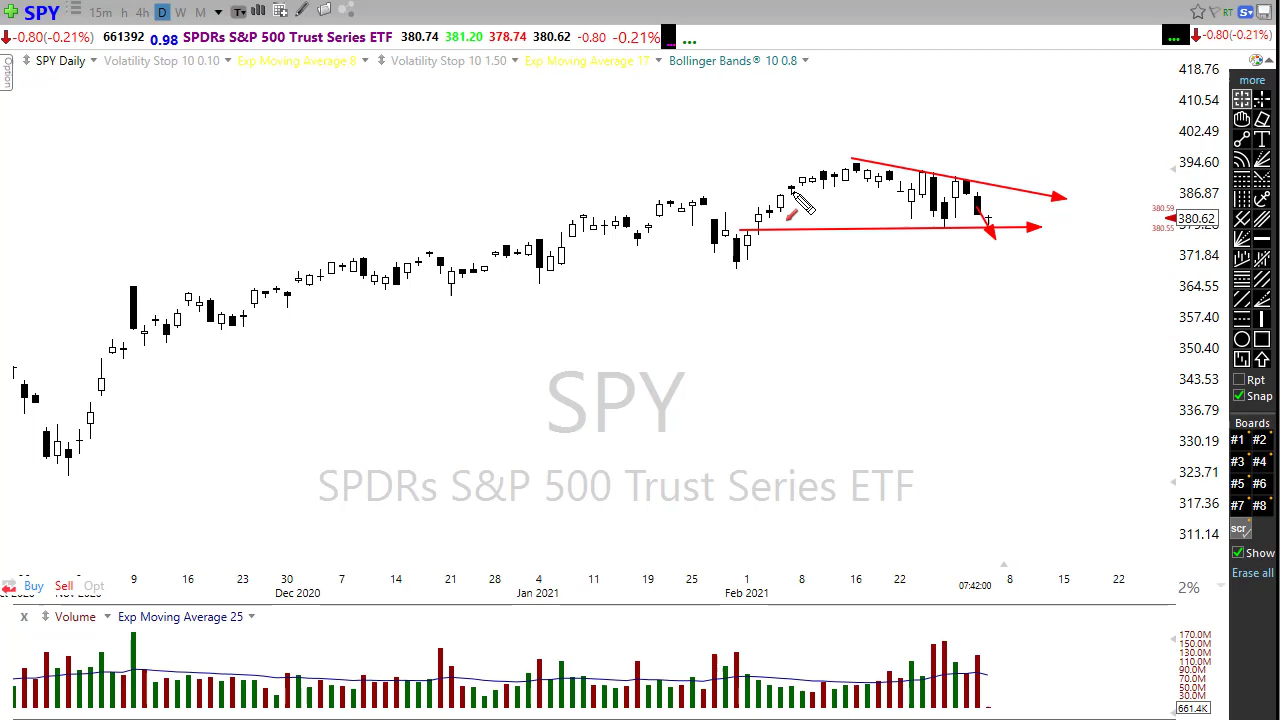 SPY 15m h 4h D W M T RT S
-0.80(-0.21%) 661392 0.98 SPDRs S&P 500 Trust Series ETF 380.74 381.20 378.74 380.62 -0.80 -0.21% ... ... -0.80(-0.21%)
Option
SPY Daily Volatility Stop 10 0.10 Exp Moving Average 8 Volatility Stop 10 1.50 Exp Moving Average 17 Bollinger Bands® 10 0.8
418.76
410.54
402.49
394.60
386.87
380.59
380.62
380.55
371.84
364.55
357.40
350.40
343.53
336.79
330.19
323.71
317.36
311.14
SPY
SPDRs S&P 500 Trust Series ETF
more
Rpt
Snap
Boards
#1 #2
#3 #4
#5 #6
#7 #8
scr
Show
Erase all
9 16 23 30 7 14 21 28 4 11 19 25 1 8 16 22 07:42:00 8 15 22
Buy Sell Opt
Dec 2020 Jan 2021 Feb 2021
2%
X Volume Exp Moving Average 25
170.0M
150.0M
130.0M
110.0M
90.0M
70.0M
50.0M
30.0M
661.4K